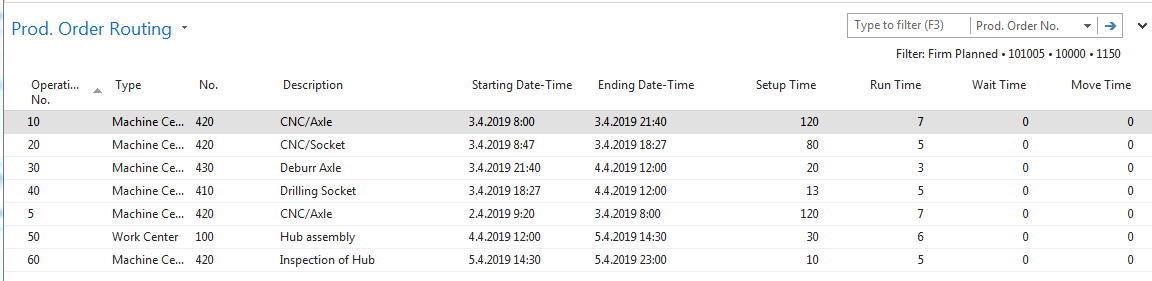 Prod. Order Routing
Type to filter (F3) Prod. Order No.
Filter: Firm Planned • 101005 • 10000 • 1150
Operati... No. Type No. Description Starting Date-Time Ending Date-Time Setup Time Run Time Wait Time Move Time
10 Machine Ce... 420 CNC/Axle 3.4.2019 8:00 3.4.2019 21:40 120 7 0 0
20 Machine Ce... 420 CNC/Socket 3.4.2019 8:47 3.4.2019 18:27 80 5 0 0
30 Machine Ce... 430 Deburr Axle 3.4.2019 21:40 4.4.2019 12:00 20 3 0 0
40 Machine Ce... 410 Drilling Socket 3.4.2019 18:27 4.4.2019 12:00 13 5 0 0
5 Machine Ce... 420 CNC/Axle 2.4.2019 9:20 3.4.2019 8:00 120 7 0 0
50 Work Center 100 Hub assembly 4.4.2019 12:00 5.4.2019 14:30 30 6 0 0
60 Machine Ce... 420 Inspection of Hub 5.4.2019 14:30 5.4.2019 23:00 10 5 0 0